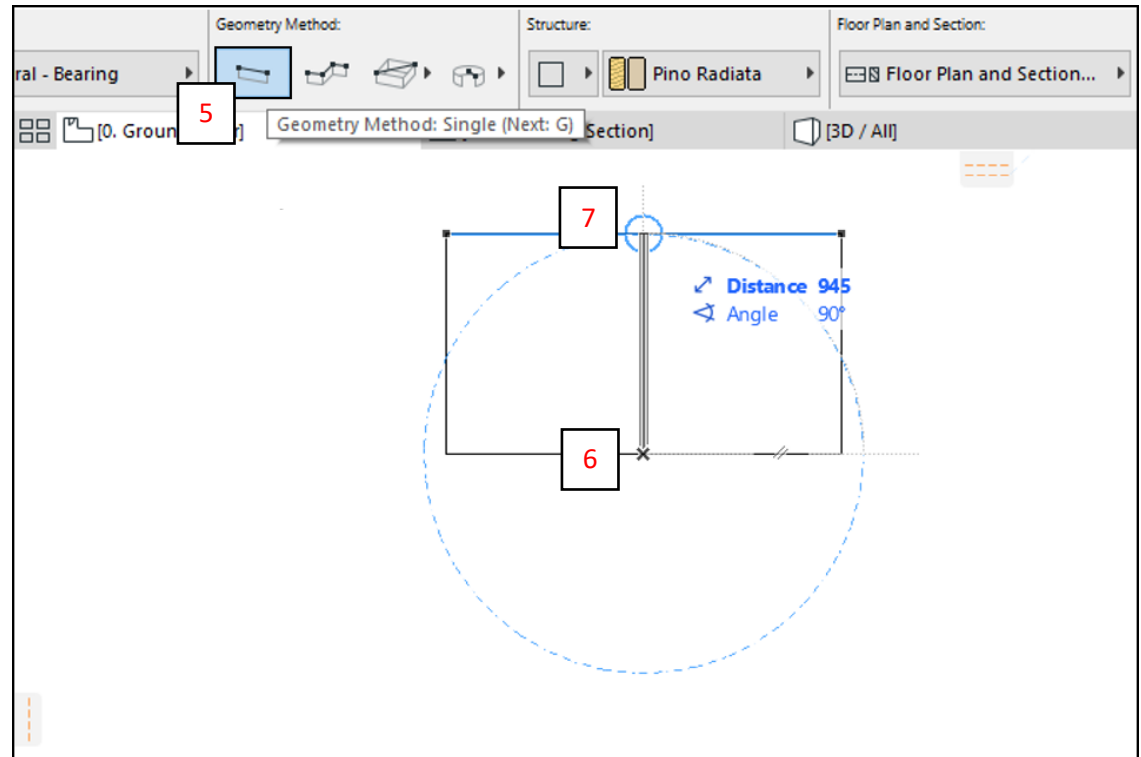 Geometry Method:
Structure:
Floor Plan and Section:
ral - Bearing
Pino Radiata
Floor Plan and Section...
5
[0. Groun r]
Geometry Method: Single (Next: G)
Section]
[3D / All]
7
Distance 945
Angle 90°
6